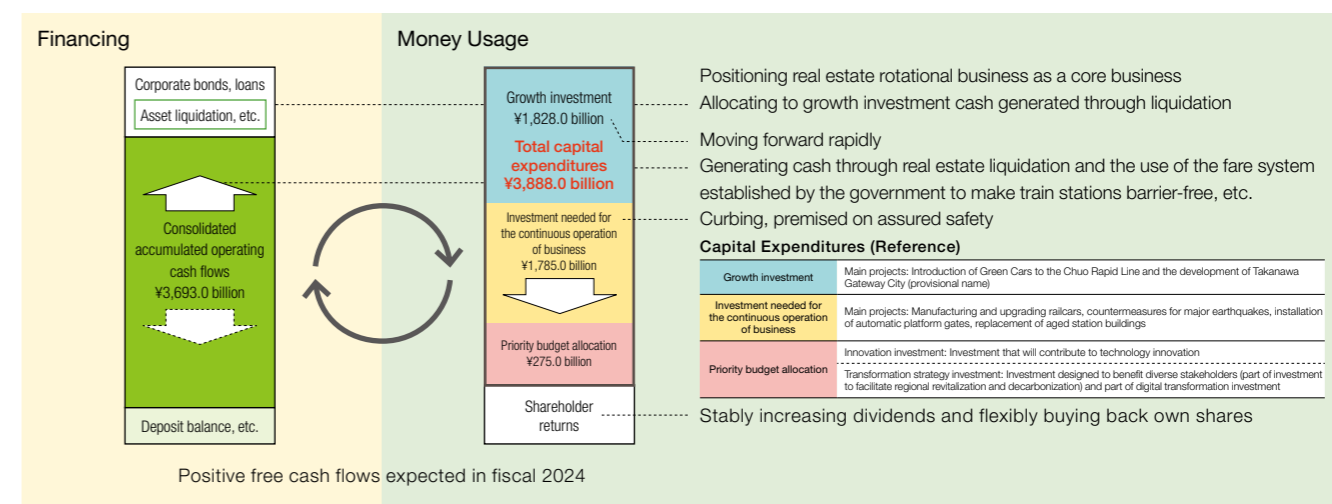 Financing
Money Usage
Corporate bonds, loans
Asset liquidation, etc.
Consolidated
accumulated operating
cash flows
¥3,693.0 billion
Deposit balance, etc.
Growth investment
¥1,828.0 billion
Total capital
expenditures
¥3,888.0 billion
Investment needed for
the continuous operation
of business
¥1,785.0 billion
Priority budget allocation
¥275.0 billion
Shareholder
returns
Positioning real estate rotational business as a core business
Allocating to growth investment cash generated through liquidation
Moving forward rapidly
Generating cash through real estate liquidation and the use of the fare system
established by the government to make train stations barrier-free, etc.
Curbing, premised on assured safety
Capital Expenditures (Reference)
Growth investment
Main projects: Introduction of Green Cars to the Chuo Rapid Line and the development of Takanawa
Gateway City (provisional name)
Investment needed for
the continuous operation
of business
Main projects: Manufacturing and upgrading railcars, countermeasures for major earthquakes, installation
of automatic platform gates, replacement of aged station buildings
Priority budget allocation
Innovation investment: Investment that will contribute to technology innovation
Transformation strategy investment: Investment designed to benefit diverse stakeholders (part of investment
to facilitate regional revitalization and decarbonization) and part of digital transformation investment
Stably increasing dividends and flexibly buying back own shares
Positive free cash flows expected in fiscal 2024